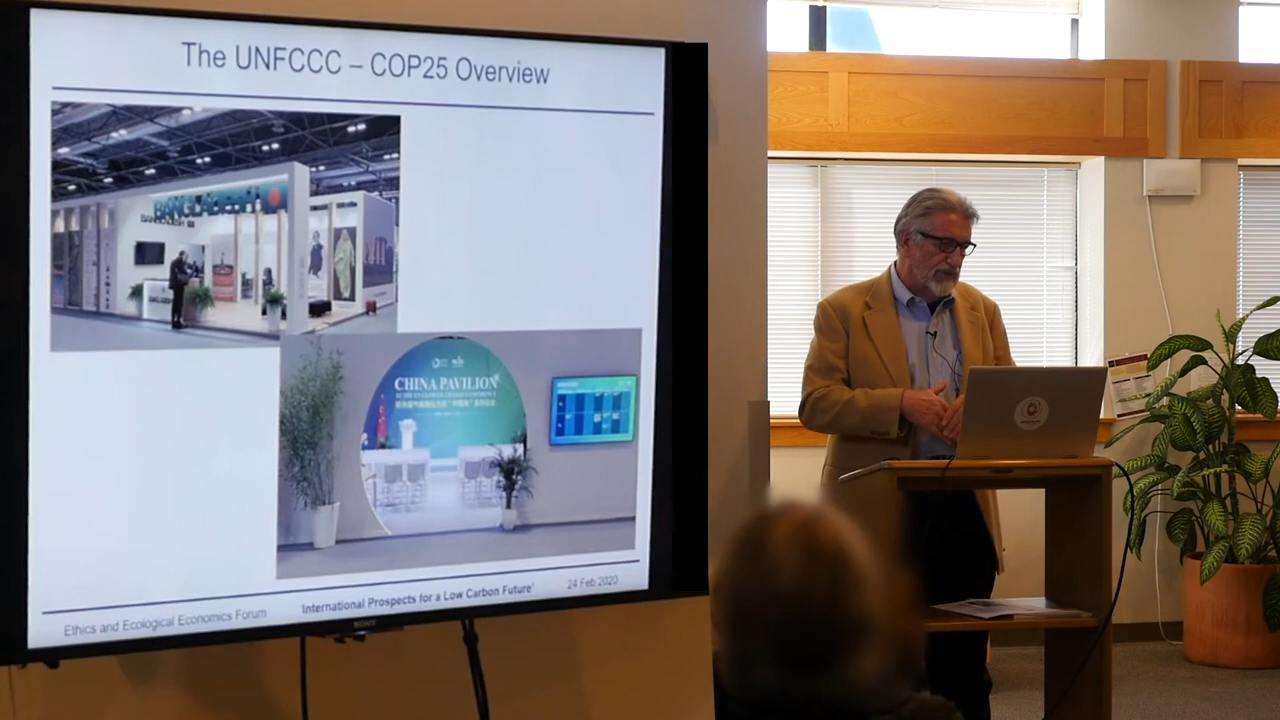 The UNFCCC – COP25 Overview
BANGLADESH
CHINA PAVILION
Ethics and Ecological Economics Forum
'International Prospects for a Low Carbon Future'
24 Feb 2020
SONY